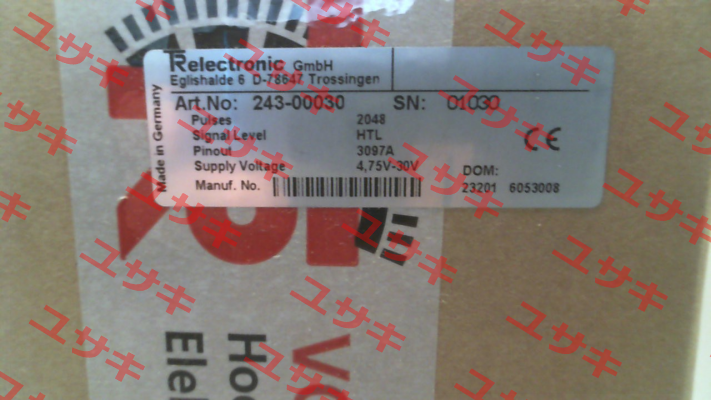 TRelectronic GmbH
Eglishalde 6 D-78647 Trossingen
Made in Germany
Art.No: 243-00030 SN: 01030
Pulses 2048
Signal Level HTL
Pinout 3097A
Supply Voltage 4,75V-30V DOM:
Manuf. No. 23201 6053008
CE
ユサキ